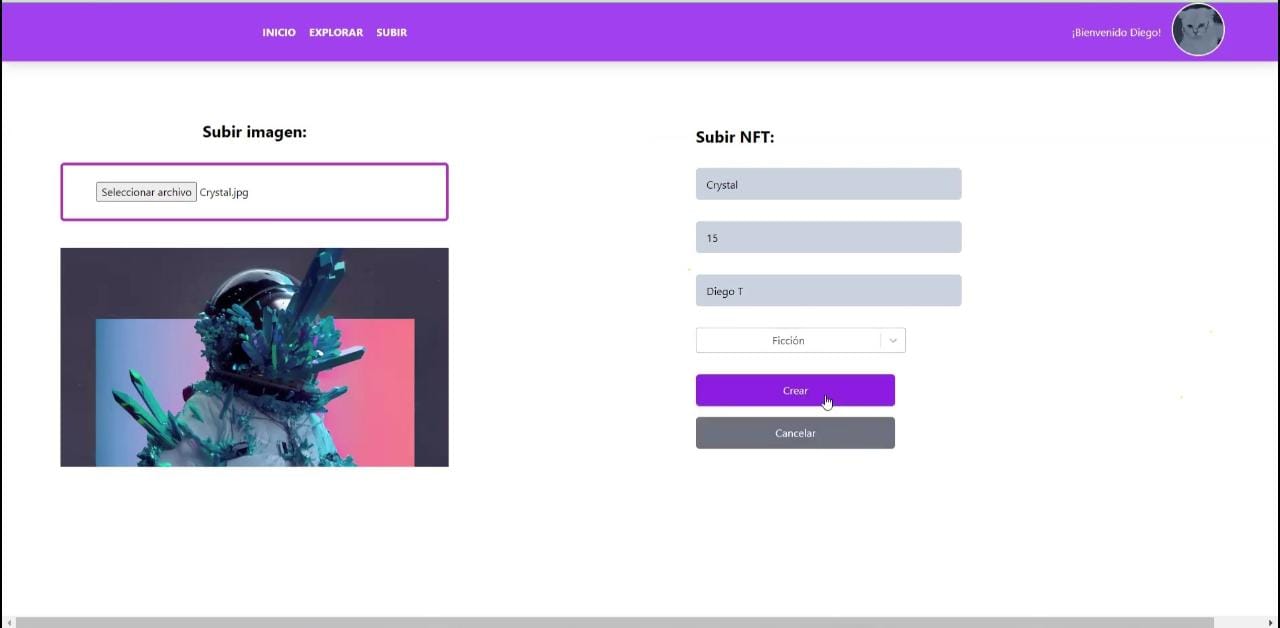 INICIO EXPLORAR SUBIR
¡Bienvenido Diego!
Subir imagen:
Seleccionar archivo Crystal.jpg
Subir NFT:
Crystal
15
Diego T
Ficción
Crear
Cancelar